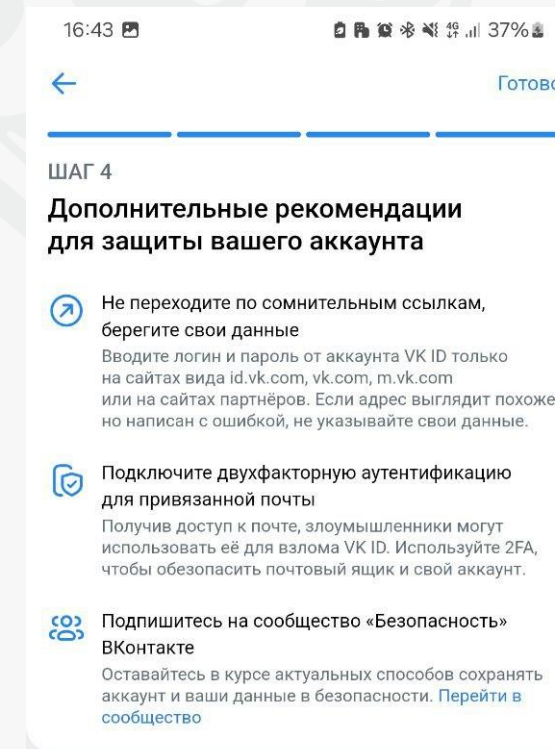 16:43
4G 37%
Готово
ШАГ 4
Дополнительные рекомендации
для защиты вашего аккаунта
Не переходите по сомнительным ссылкам,
берегите свои данные
Вводите логин и пароль от аккаунта VK ID только
на сайтах вида id.vk.com, vk.com, m.vk.com
или на сайтах партнёров. Если адрес выглядит похоже
но написан с ошибкой, не указывайте свои данные.
Подключите двухфакторную аутентификацию
для привязанной почты
Получив доступ к почте, злоумышленники могут
использовать её для взлома VK ID. Используйте 2FA,
чтобы обезопасить почтовый ящик и свой аккаунт.
Подпишитесь на сообщество «Безопасность»
ВКонтакте
Оставайтесь в курсе актуальных способов сохранять
аккаунт и ваши данные в безопасности. Перейти в
сообщество